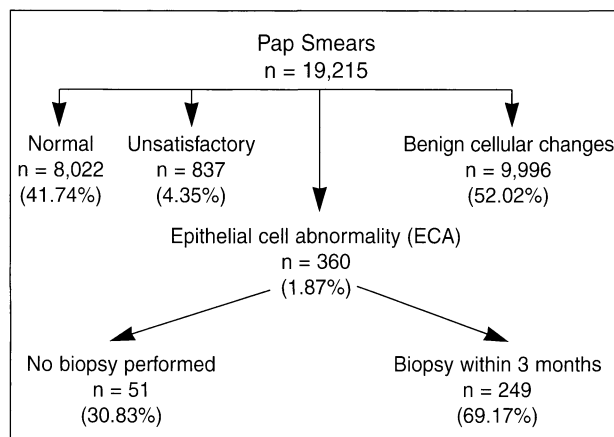 Pap Smears
n = 19,215
Normal
n = 8,022
(41.74%)
Unsatisfactory
n = 837
(4.35%)
Benign cellular changes
n = 9,996
(52.02%)
Epithelial cell abnormality (ECA)
n = 360
(1.87%)
No biopsy performed
n = 51
(30.83%)
Biopsy within 3 months
n = 249
(69.17%)